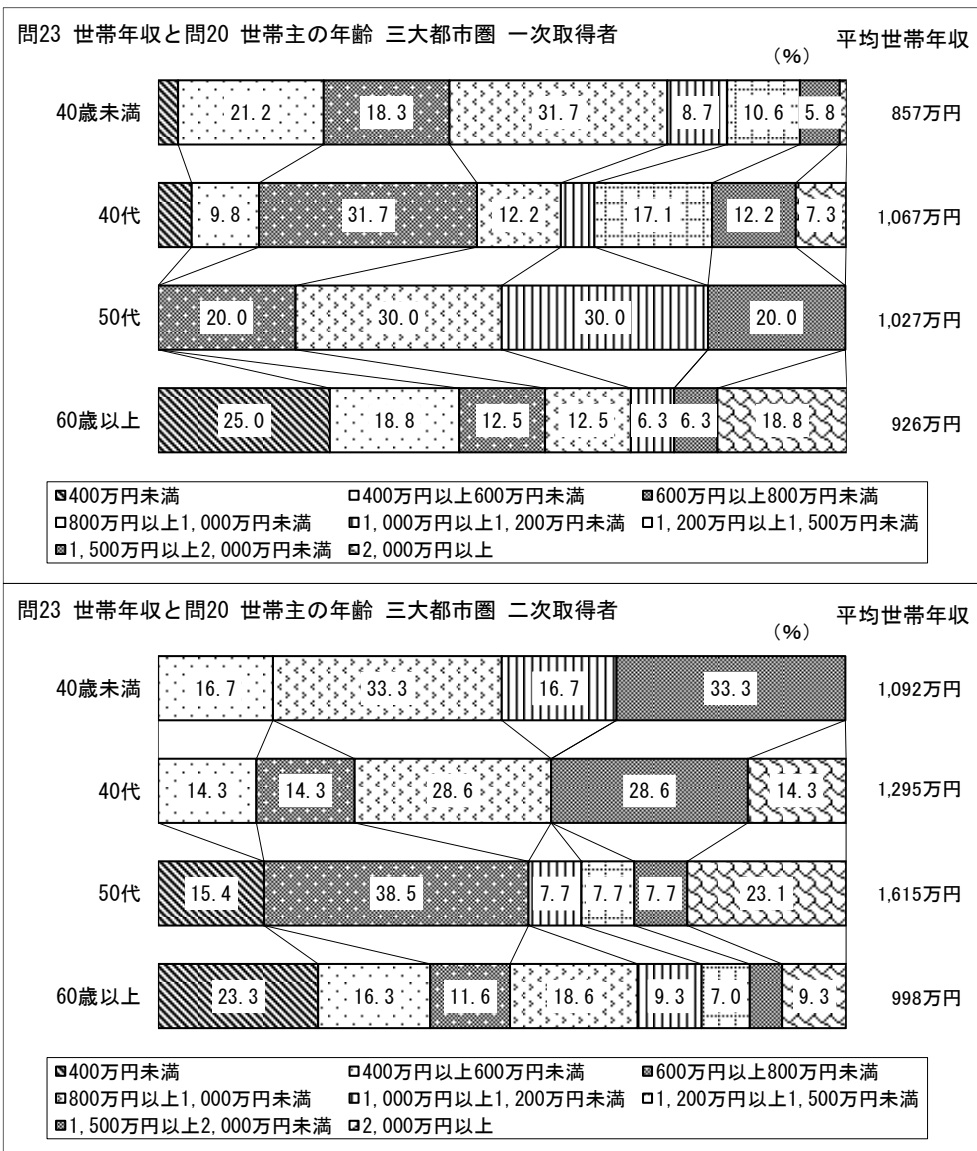 問23 世帯年収と問20 世帯主の年齢 三大都市圏 一次取得者
(%)
平均世帯年収
40歳未満 21.2 18.3 31.7 8.7 10.6 5.8 857万円
40代 9.8 31.7 12.2 17.1 12.2 7.3 1,067万円
50代 20.0 30.0 30.0 20.0 1,027万円
60歳以上 25.0 18.8 12.5 12.5 6.3 6.3 18.8 926万円
400万円未満 400万円以上600万円未満 600万円以上800万円未満
800万円以上1,000万円未満 1,000万円以上1,200万円未満 1,200万円以上1,500万円未満
1,500万円以上2,000万円未満 2,000万円以上
問23 世帯年収と問20 世帯主の年齢 三大都市圏 二次取得者
(%)
平均世帯年収
40歳未満 16.7 33.3 16.7 33.3 1,092万円
40代 14.3 14.3 28.6 28.6 14.3 1,295万円
50代 15.4 38.5 7.7 7.7 7.7 23.1 1,615万円
60歳以上 23.3 16.3 11.6 18.6 9.3 7.0 9.3 998万円
400万円未満 400万円以上600万円未満 600万円以上800万円未満
800万円以上1,000万円未満 1,000万円以上1,200万円未満 1,200万円以上1,500万円未満
1,500万円以上2,000万円未満 2,000万円以上